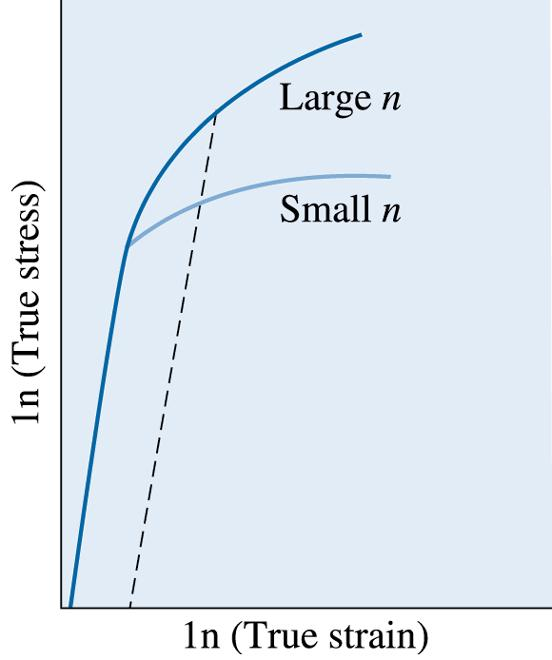 Large n
Small n
1n (True stress)
1n (True strain)